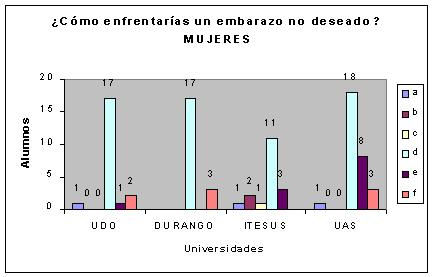 ¿Cómo enfrentarías un embarazo no deseado?
MUJERES
Alumnos
20
15
10
5
0
1 0 0 17 1 2
17 3
1 2 1 11 3
1 0 0 18 8 3
UDO DURANGO ITESUS UAS
Universidades
a
b
c
d
e
f